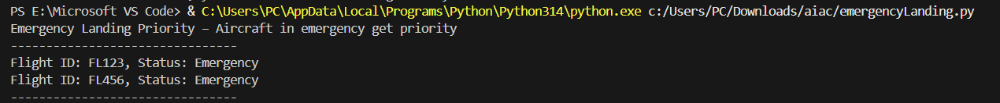 PS E:\Microsoft VS Code> & C:\Users\PC\AppData\Local\Programs\Python\Python314\python.exe c:/Users/PC/Downloads/aiac/emergencyLanding.py
Emergency Landing Priority – Aircraft in emergency get priority
--------------------------------
Flight ID: FL123, Status: Emergency
Flight ID: FL456, Status: Emergency
--------------------------------